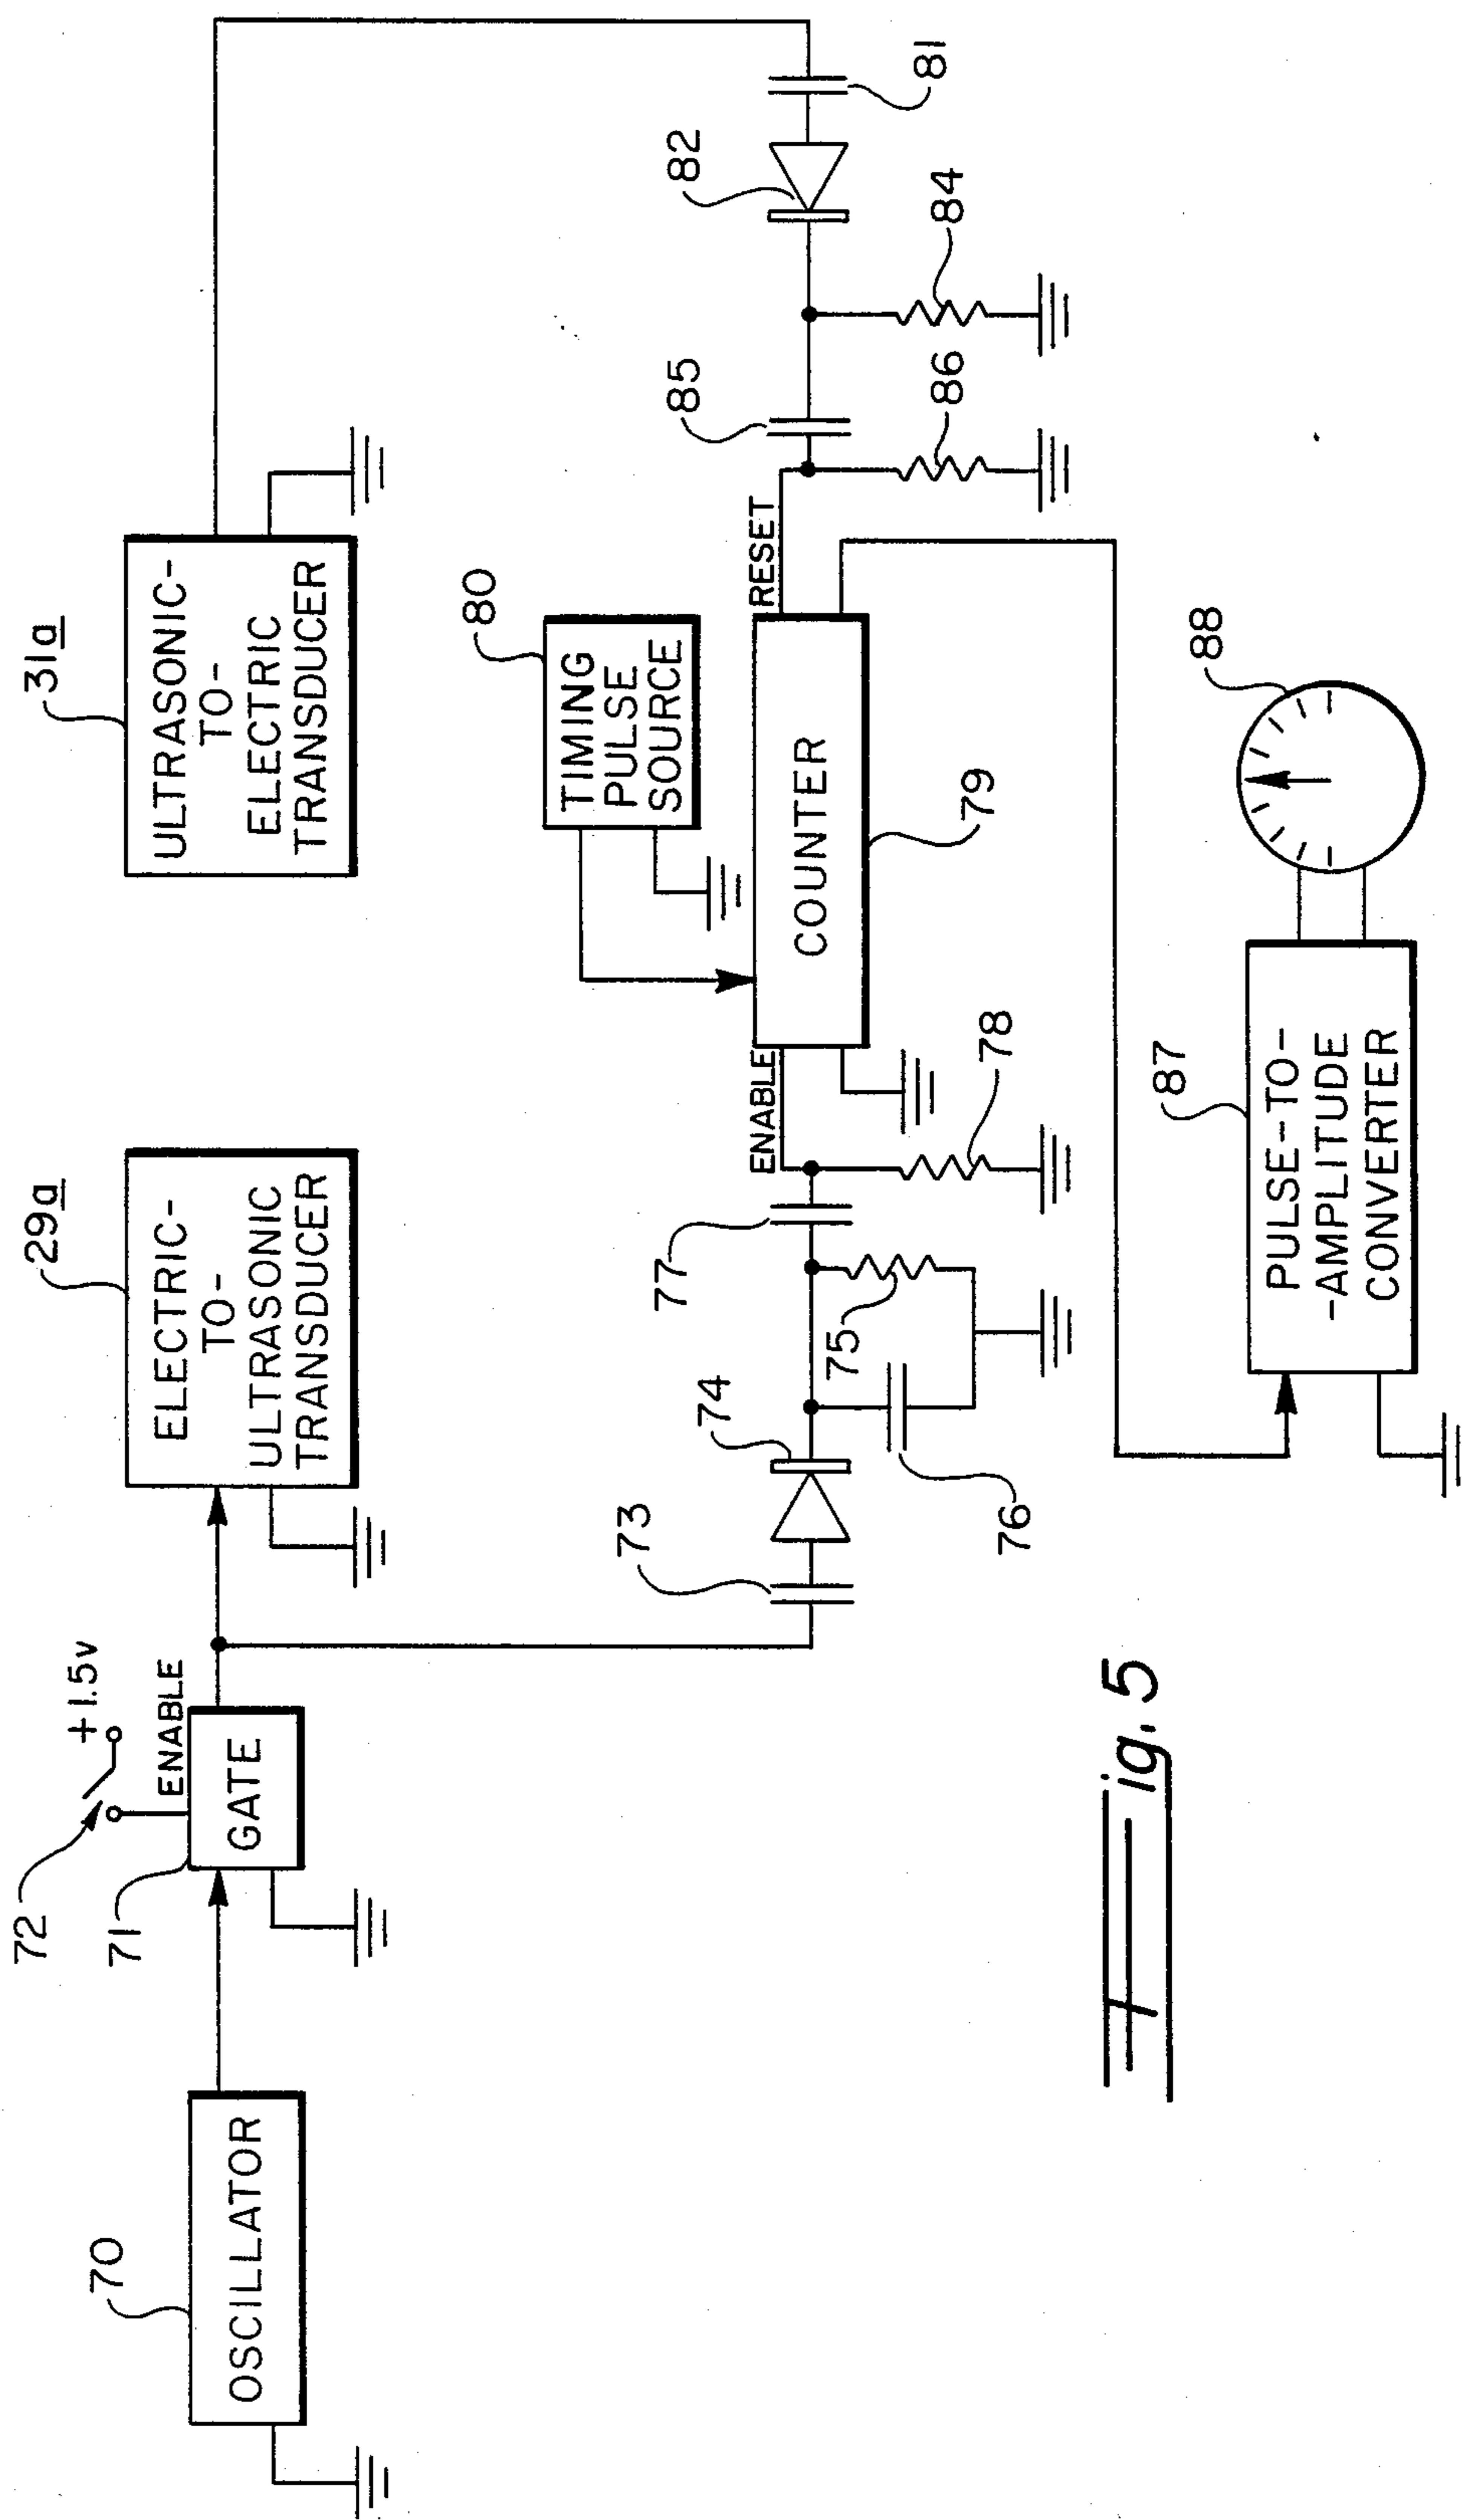 72
+1.5v
71
ENABLE
70
OSCILLATOR
GATE
29a
ELECTRIC-
TO-
ULTRASONIC
TRANSDUCER
31a
ULTRASONIC-
TO-
ELECTRIC
TRANSDUCER
80
TIMING
PULSE
SOURCE
73
74
77
ENABLE
COUNTER
RESET
85
82
81
75
76
78
79
86
84
87
PULSE-TO-
-AMPLITUDE
CONVERTER
88
Fig. 5